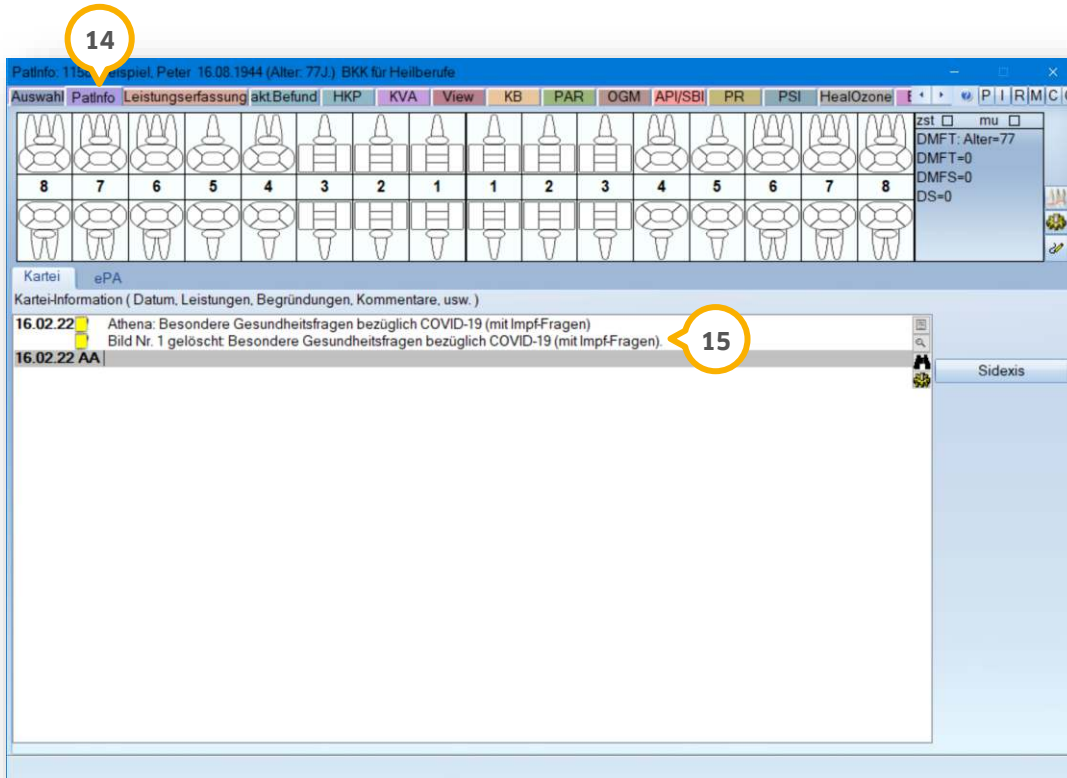 14
PatInfo: Peter 16.08.1944 (Alter: 77J.) BKK für Heilberufe
Auswahl PatInfo Leistungserfassung akt.Befund HKP KVA View KB PAR OGM API/SBI PR PSI HealOzone P I R M C
zst mu
DMFT: Alter=77
DMFT=0
DMFS=0
DS=0
8 7 6 5 4 3 2 1 1 2 3 4 5 6 7 8
Kartei ePA
Kartei-Information ( Datum, Leistungen, Begründungen, Kommentare, usw. )
16.02.22 Athena: Besondere Gesundheitsfragen bezüglich COVID-19 (mit Impf-Fragen)
Bild Nr. 1 gelöscht: Besondere Gesundheitsfragen bezüglich COVID-19 (mit Impf-Fragen).
15
16.02.22 AA
Sidexis